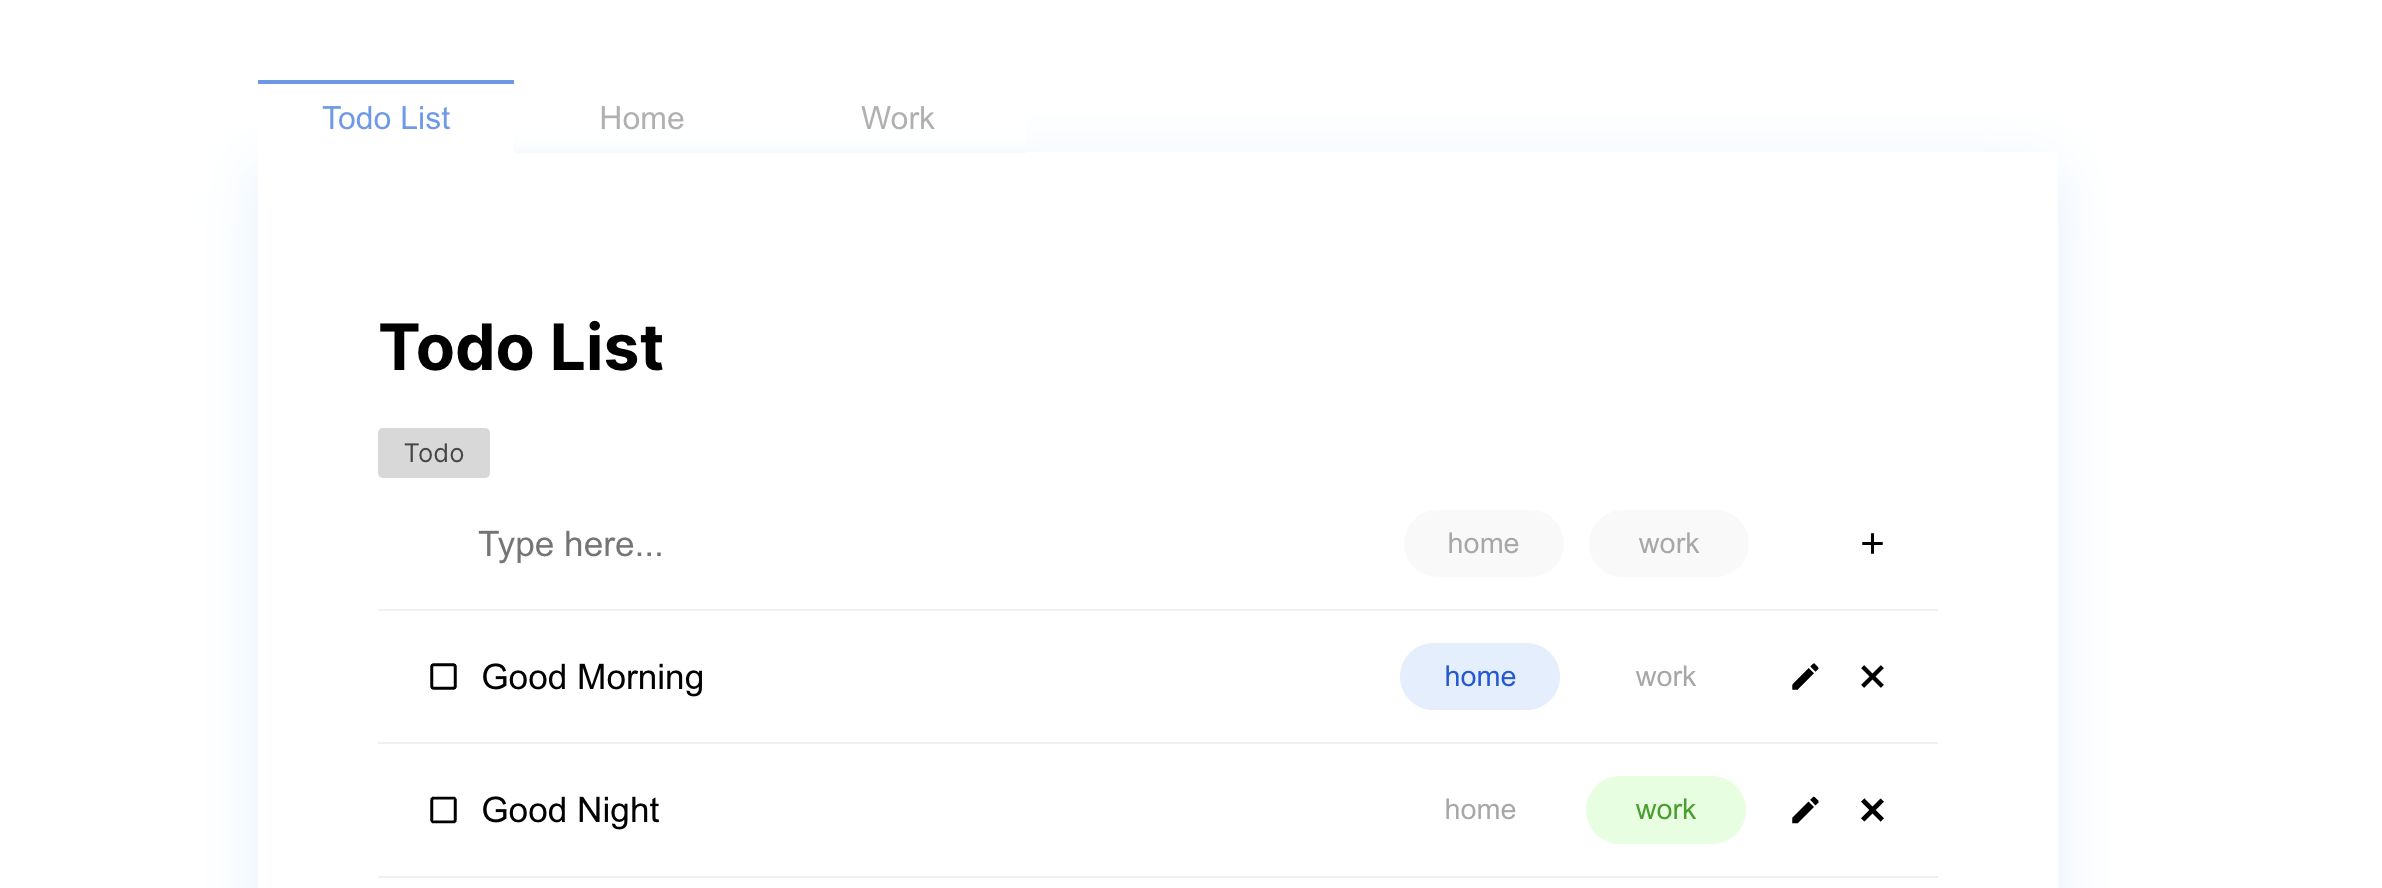 Todo List Home Work
Todo List
Todo
Type here... home work +
Good Morning home work
Good Night home work